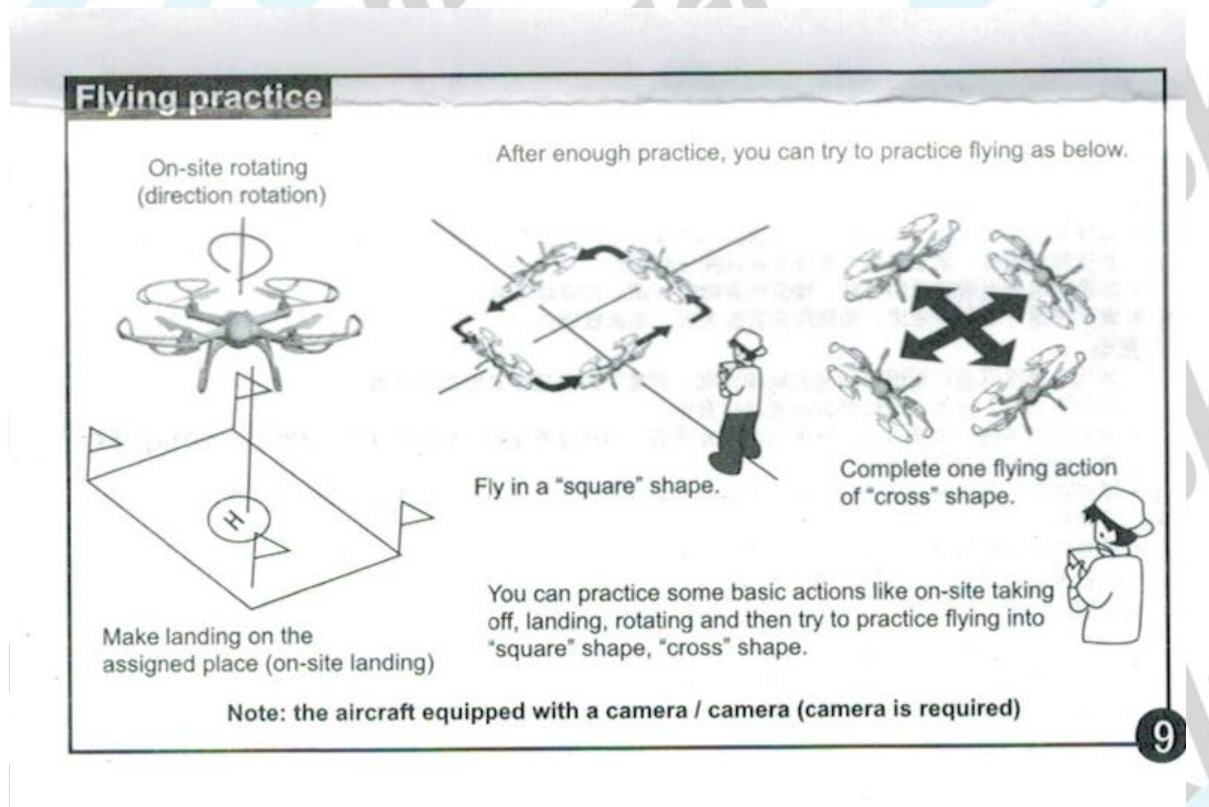 Flying practice
On-site rotating
(direction rotation)
After enough practice, you can try to practice flying as below.
H
Fly in a “square” shape.
Complete one flying action
of “cross” shape.
Make landing on the
assigned place (on-site landing)
You can practice some basic actions like on-site taking
off, landing, rotating and then try to practice flying into
“square” shape, “cross” shape.
Note: the aircraft equipped with a camera / camera (camera is required)
9